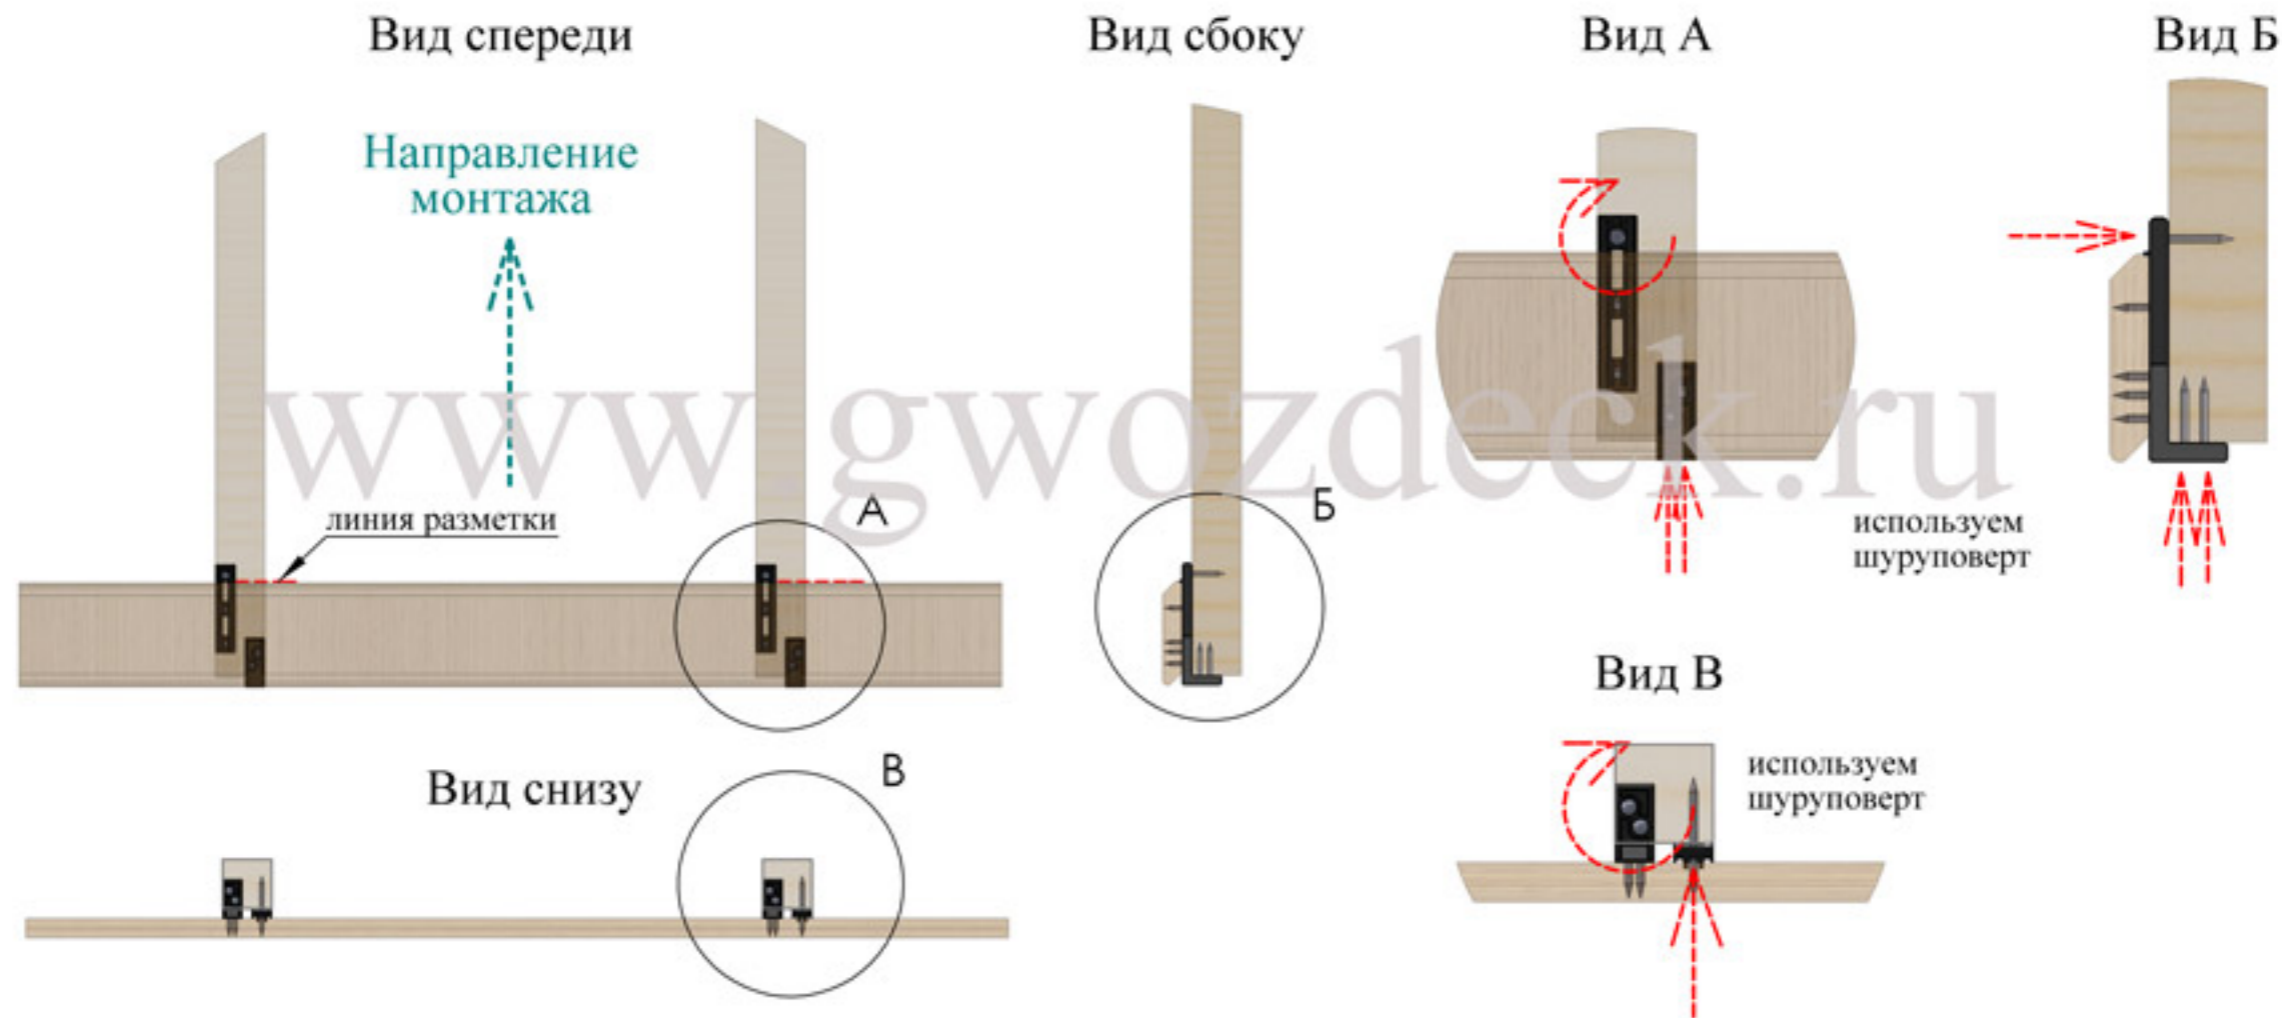 Вид спереди
Вид сбоку
Вид А
Вид Б
Направление
монтажа
www.gwozdeck.ru
линия разметки
А
Б
используем
шуруповерт
Вид снизу
В
Вид В
используем
шуруповерт